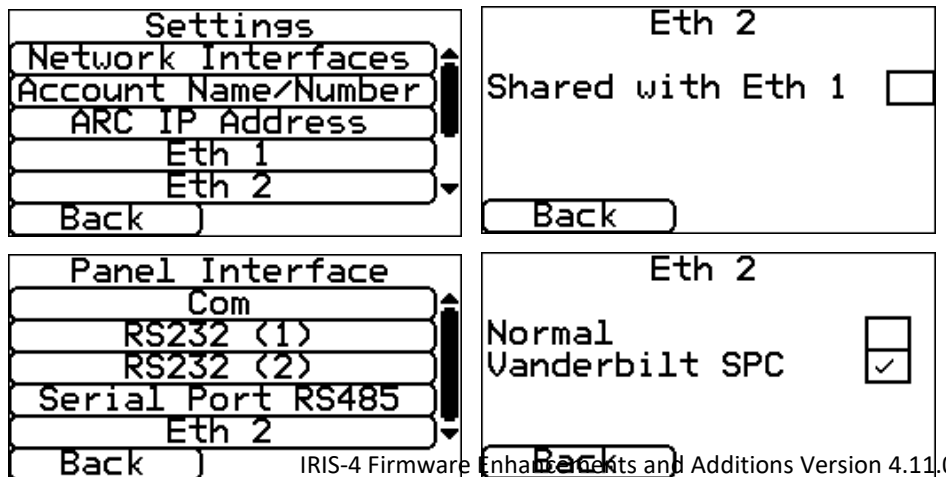 Settings
Network Interfaces
Account Name/Number
ARC IP Address
Eth 1
Eth 2
Back
Eth 2
Shared with Eth 1
Back
Panel Interface
Com
RS232 (1)
RS232 (2)
Serial Port RS485
Eth 2
Back
Eth 2
Normal
Vanderbilt SPC
Back
IRIS-4 Firmware Enhancements and Additions Version 4.11.0